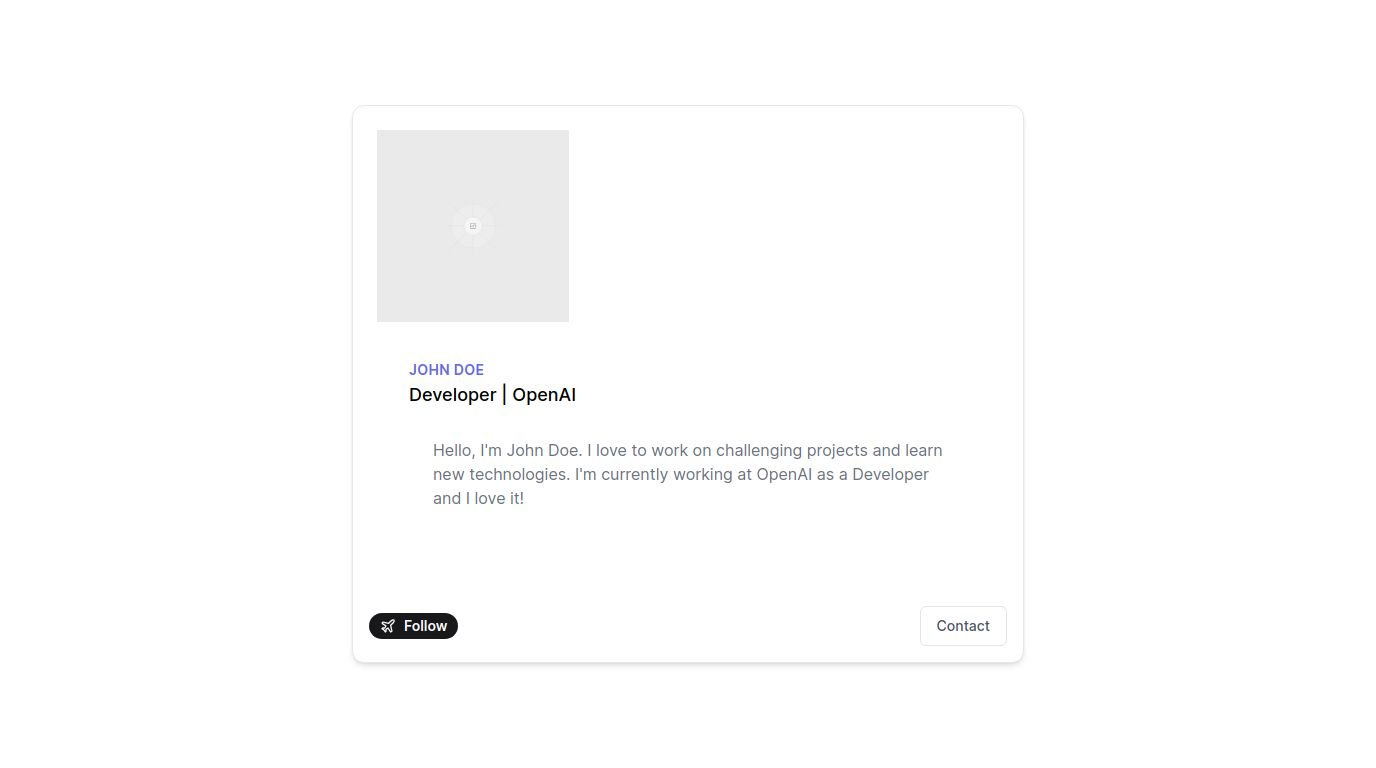 JOHN DOE
Developer | OpenAI
Hello, I'm John Doe. I love to work on challenging projects and learn
new technologies. I'm currently working at OpenAI as a Developer
and I love it!
Follow
Contact